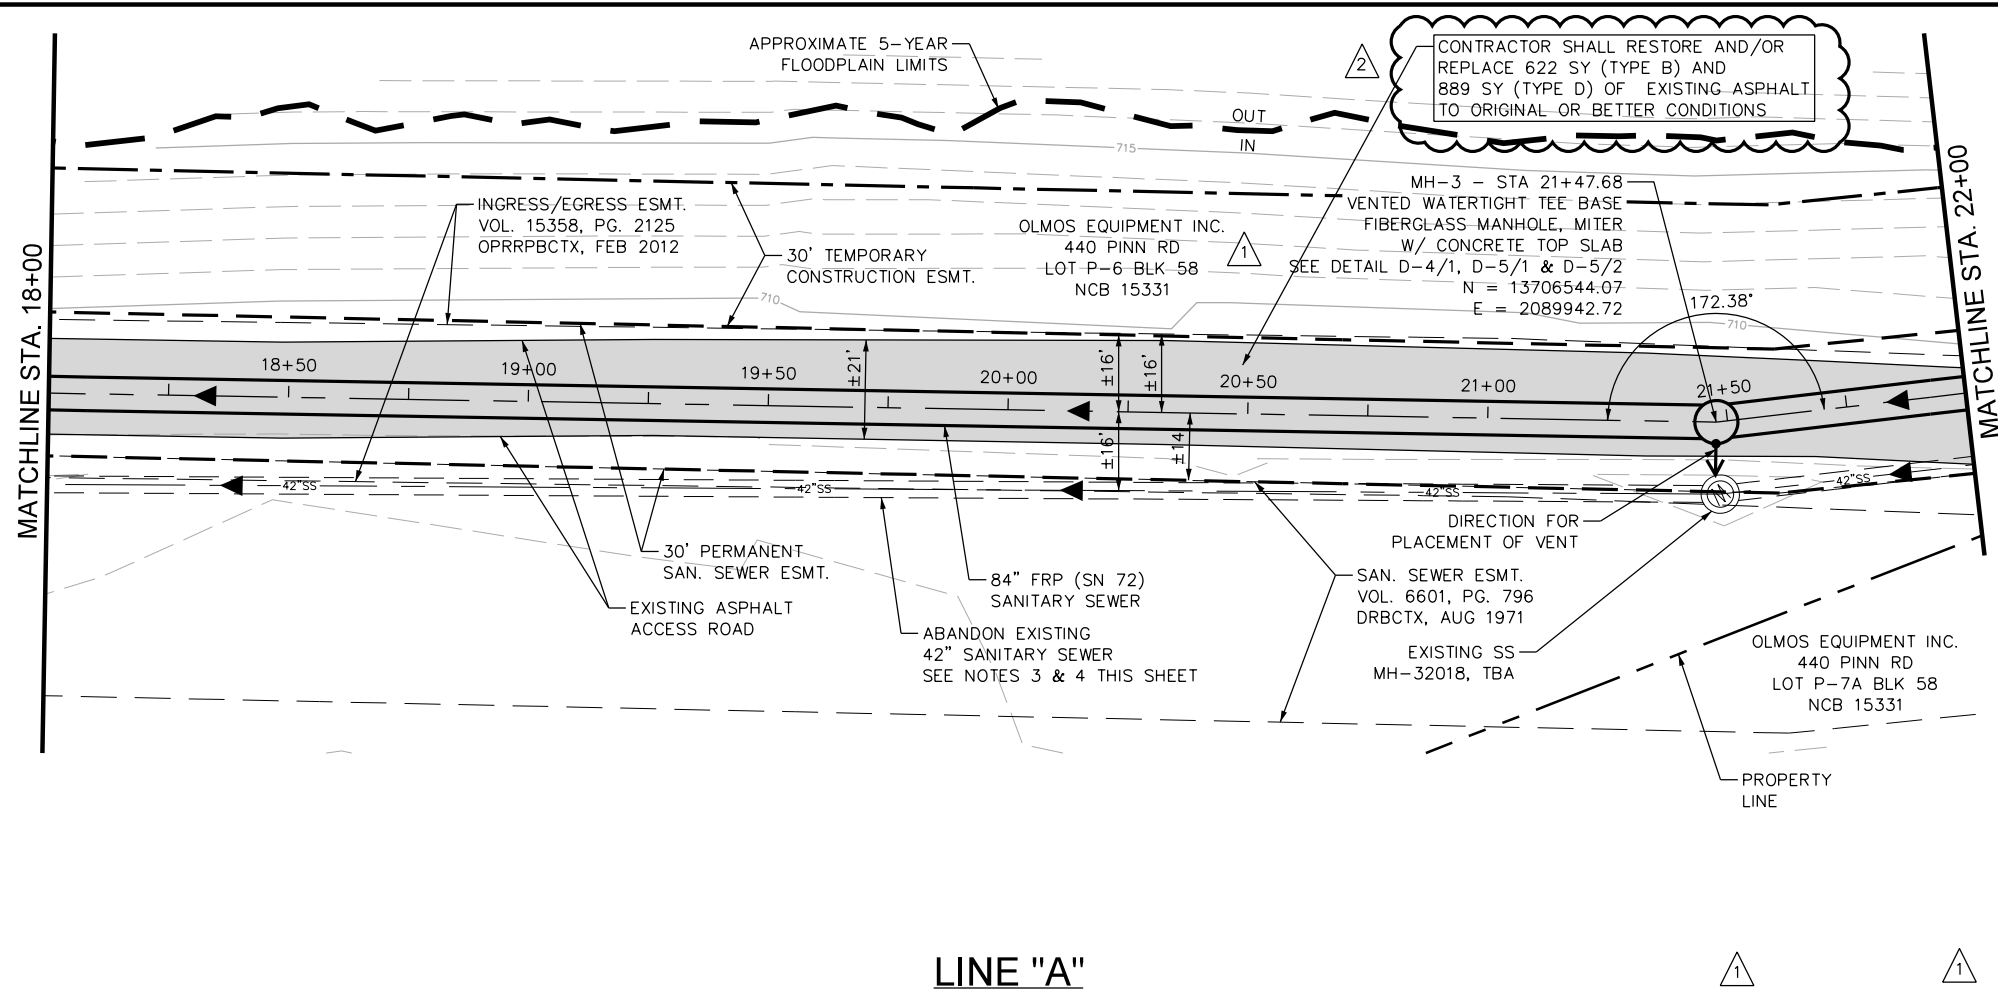 APPROXIMATE 5-YEAR
FLOODPLAIN LIMITS
2
CONTRACTOR SHALL RESTORE AND/OR
REPLACE 622 SY (TYPE B) AND
889 SY (TYPE D) OF EXISTING ASPHALT
TO ORIGINAL OR BETTER CONDITIONS
OUT
IN
715
MATCHLINE STA. 18+00
MATCHLINE STA. 22+00
INGRESS/EGRESS ESMT.
VOL. 15358, PG. 2125
OPRRPBCTX, FEB 2012
30' TEMPORARY
CONSTRUCTION ESMT.
OLMOS EQUIPMENT INC.
440 PINN RD
LOT P-6 BLK 58
NCB 15331
1
MH-3 - STA 21+47.68
VENTED WATERTIGHT TEE BASE
FIBERGLASS MANHOLE, MITER
W/ CONCRETE TOP SLAB
SEE DETAIL D-4/1, D-5/1 & D-5/2
N = 13706544.07
E = 2089942.72
172.38°
710
710
18+50
19+00
19+50
20+00
20+50
21+00
21+50
±21'
±16'
±16'
±16'
±14'
42"SS
42"SS
42"SS
42"SS
30' PERMANENT
SAN. SEWER ESMT.
EXISTING ASPHALT
ACCESS ROAD
84" FRP (SN 72)
SANITARY SEWER
ABANDON EXISTING
42" SANITARY SEWER
SEE NOTES 3 & 4 THIS SHEET
DIRECTION FOR
PLACEMENT OF VENT
SAN. SEWER ESMT.
VOL. 6601, PG. 796
DRBCTX, AUG 1971
EXISTING SS
MH-32018, TBA
OLMOS EQUIPMENT INC.
440 PINN RD
LOT P-7A BLK 58
NCB 15331
PROPERTY
LINE
LINE "A"
1
1